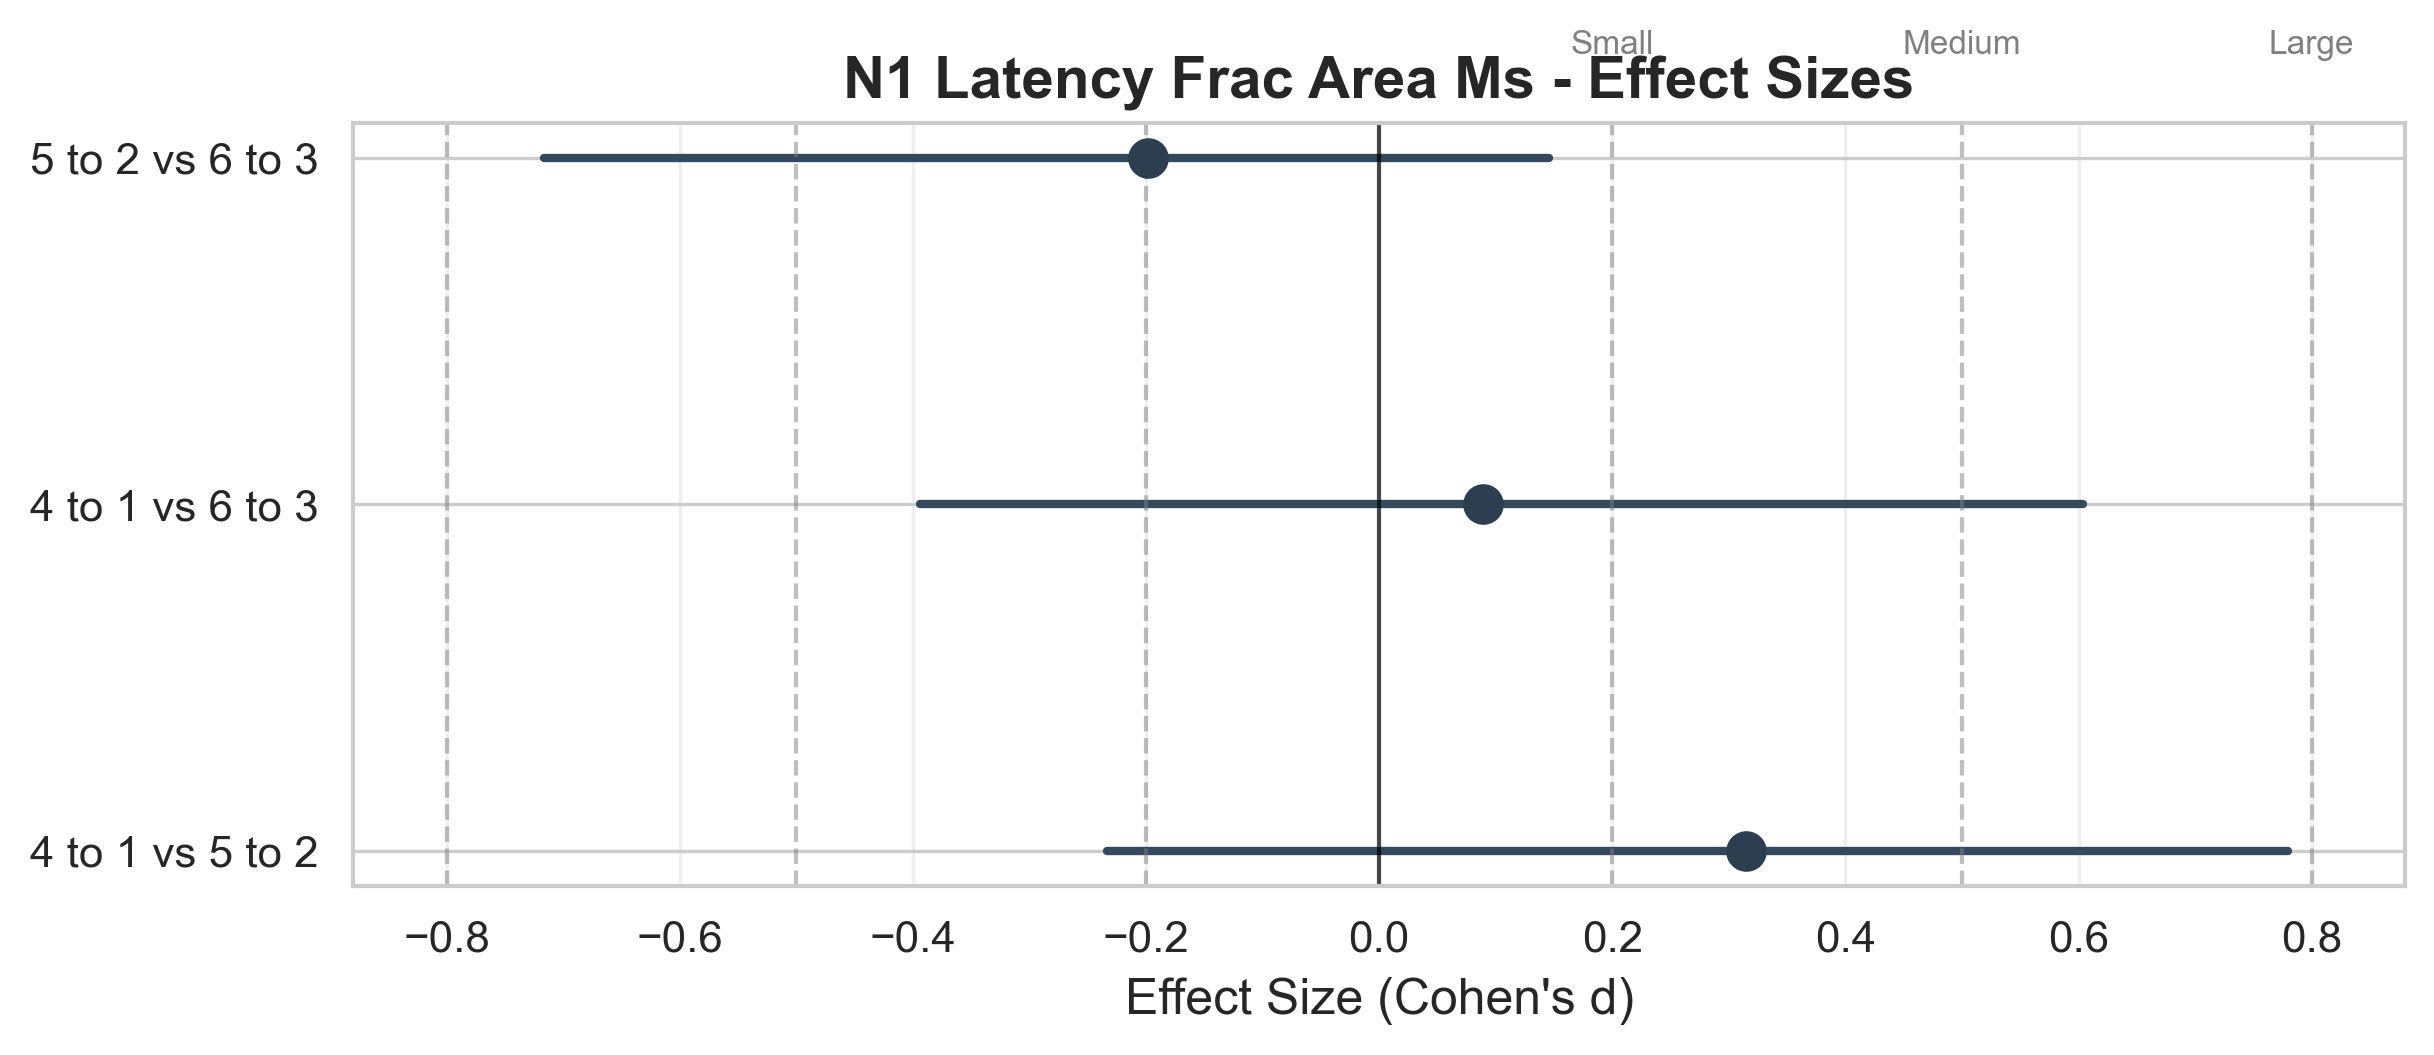 Small Medium Large
N1 Latency Frac Area Ms - Effect Sizes
5 to 2 vs 6 to 3
4 to 1 vs 6 to 3
4 to 1 vs 5 to 2
−0.8 −0.6 −0.4 −0.2 0.0 0.2 0.4 0.6 0.8
Effect Size (Cohen's d)